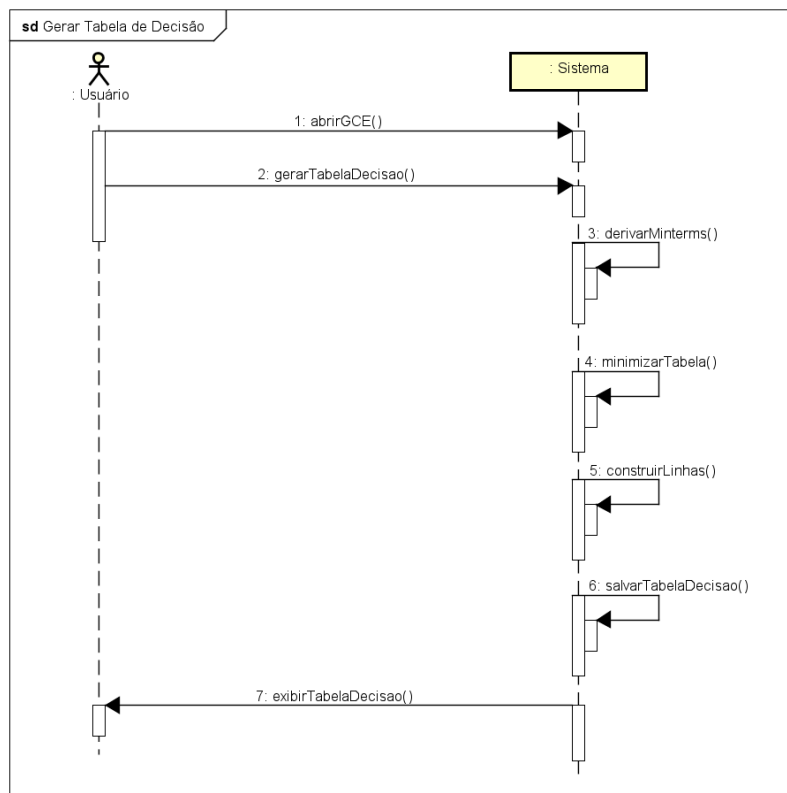 sd Gerar Tabela de Decisão
: Usuário
: Sistema
1: abrirGCE()
2: gerarTabelaDecisao()
3: derivarMinterms()
4: minimizarTabela()
5: construirLinhas()
6: salvarTabelaDecisao()
7: exibirTabelaDecisao()